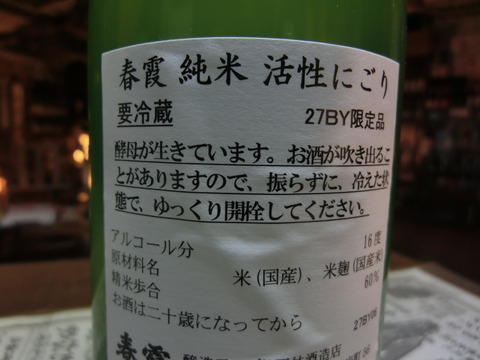 春霞 純米 活性にごり
要冷蔵 27BY限定品
酵母が生きています。お酒が吹き出るこ
とがありますので、振らずに、冷えた状
態で、ゆっくり開栓してください。
アルコール分 16度
原材料名 米(国産)、米麹(国産米)
精米歩合 60%
お酒は二十歳になってから 27BY06
春霞
酒造店